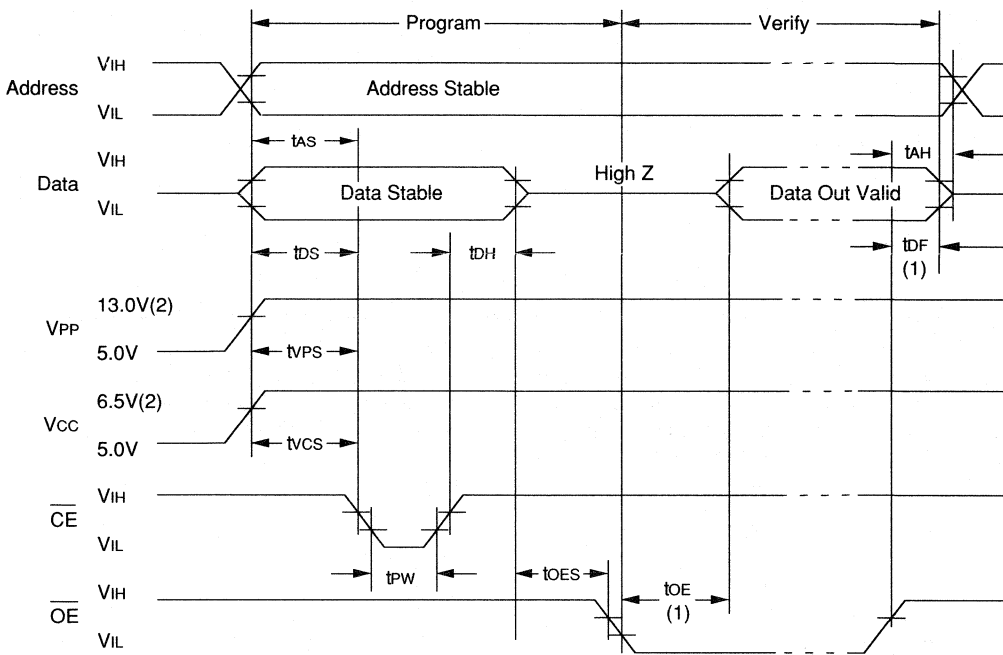 Program
Verify
Address
VIH
VIL
Address Stable
tAS
tAH
Data
VIH
VIL
Data Stable
High Z
Data Out Valid
tDS
tDH
tDF
(1)
VPP
13.0V(2)
5.0V
tVPS
VCC
6.5V(2)
5.0V
tVCS
CE
VIH
VIL
tPW
tOES
OE
VIH
VIL
tOE
(1)